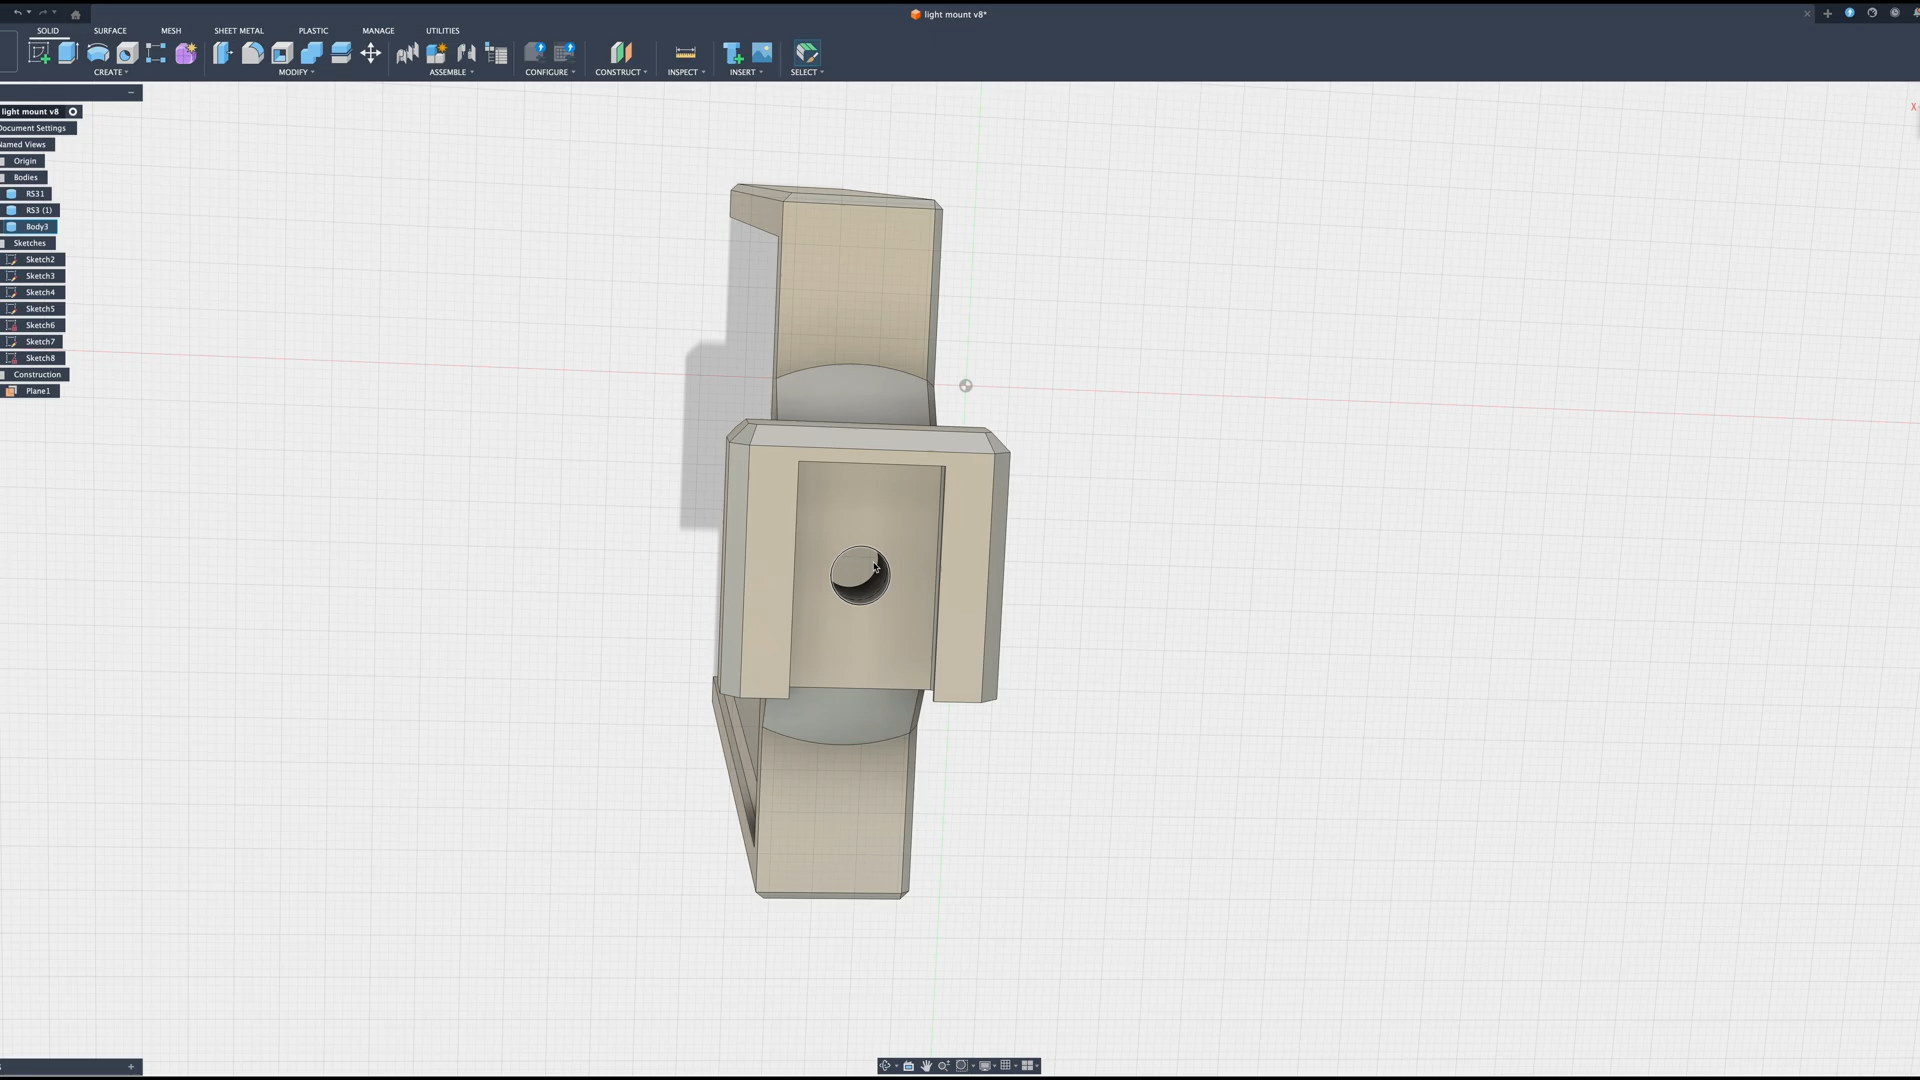 light mount v8*
SOLID SURFACE MESH SHEET METAL PLASTIC MANAGE UTILITIES
CREATE MODIFY ASSEMBLE CONFIGURE CONSTRUCT INSPECT INSERT SELECT
light mount v8
Document Settings
Named Views
Origin
Bodies
RS31
RS3 (1)
Body3
Sketches
Sketch2
Sketch3
Sketch4
Sketch5
Sketch6
Sketch7
Sketch8
Construction
Plane1
X